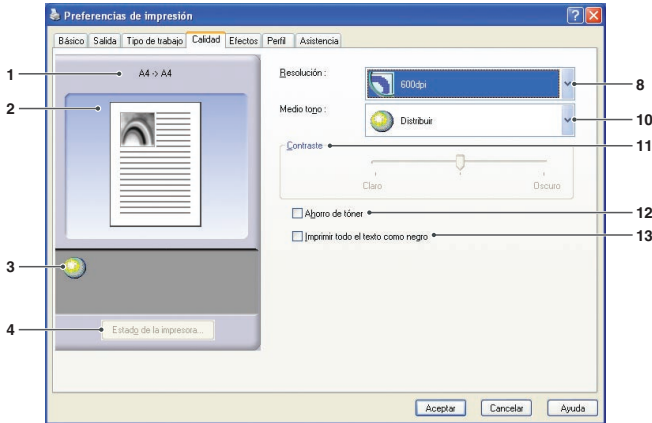 Preferencias de impresión
Básico Salida Tipo de trabajo Calidad Efectos Perfil Asistencia
1 A4 -> A4
Resolución :
600dpi 8
2
Medio tono :
Distribuir 10
Contraste 11
Claro Oscuro
Ahorro de tóner 12
Imprimir todo el texto como negro 13
3
4 Estado de la impresora...
Aceptar Cancelar Ayuda